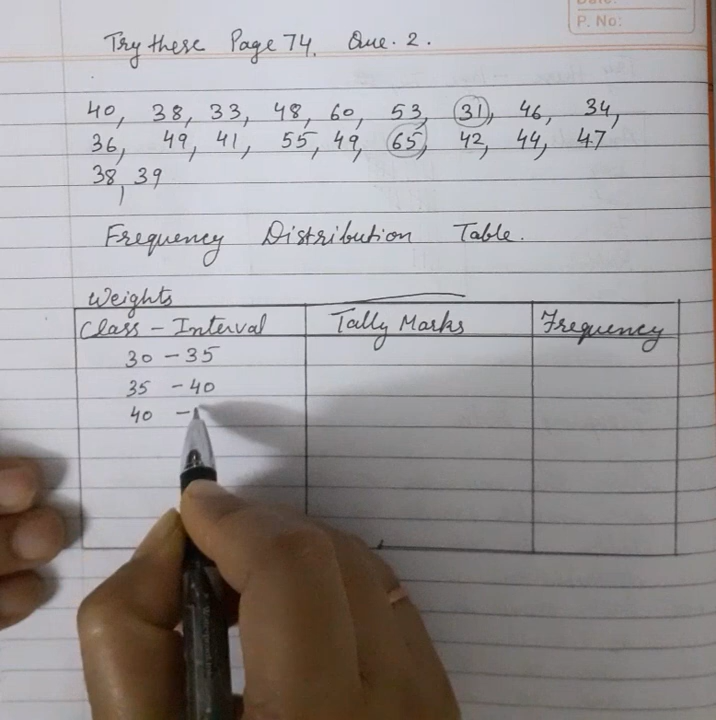 Date:
P. No:
Try these Page 74. Que. 2.
40, 38, 33, 48, 60, 53, 31, 46, 34,
36, 49, 41, 55, 49, 65, 42, 44, 47
38, 39
Frequency Distribution Table.
Weights
Class - Interval Tally Marks Frequency
30 - 35
35 - 40
40 -